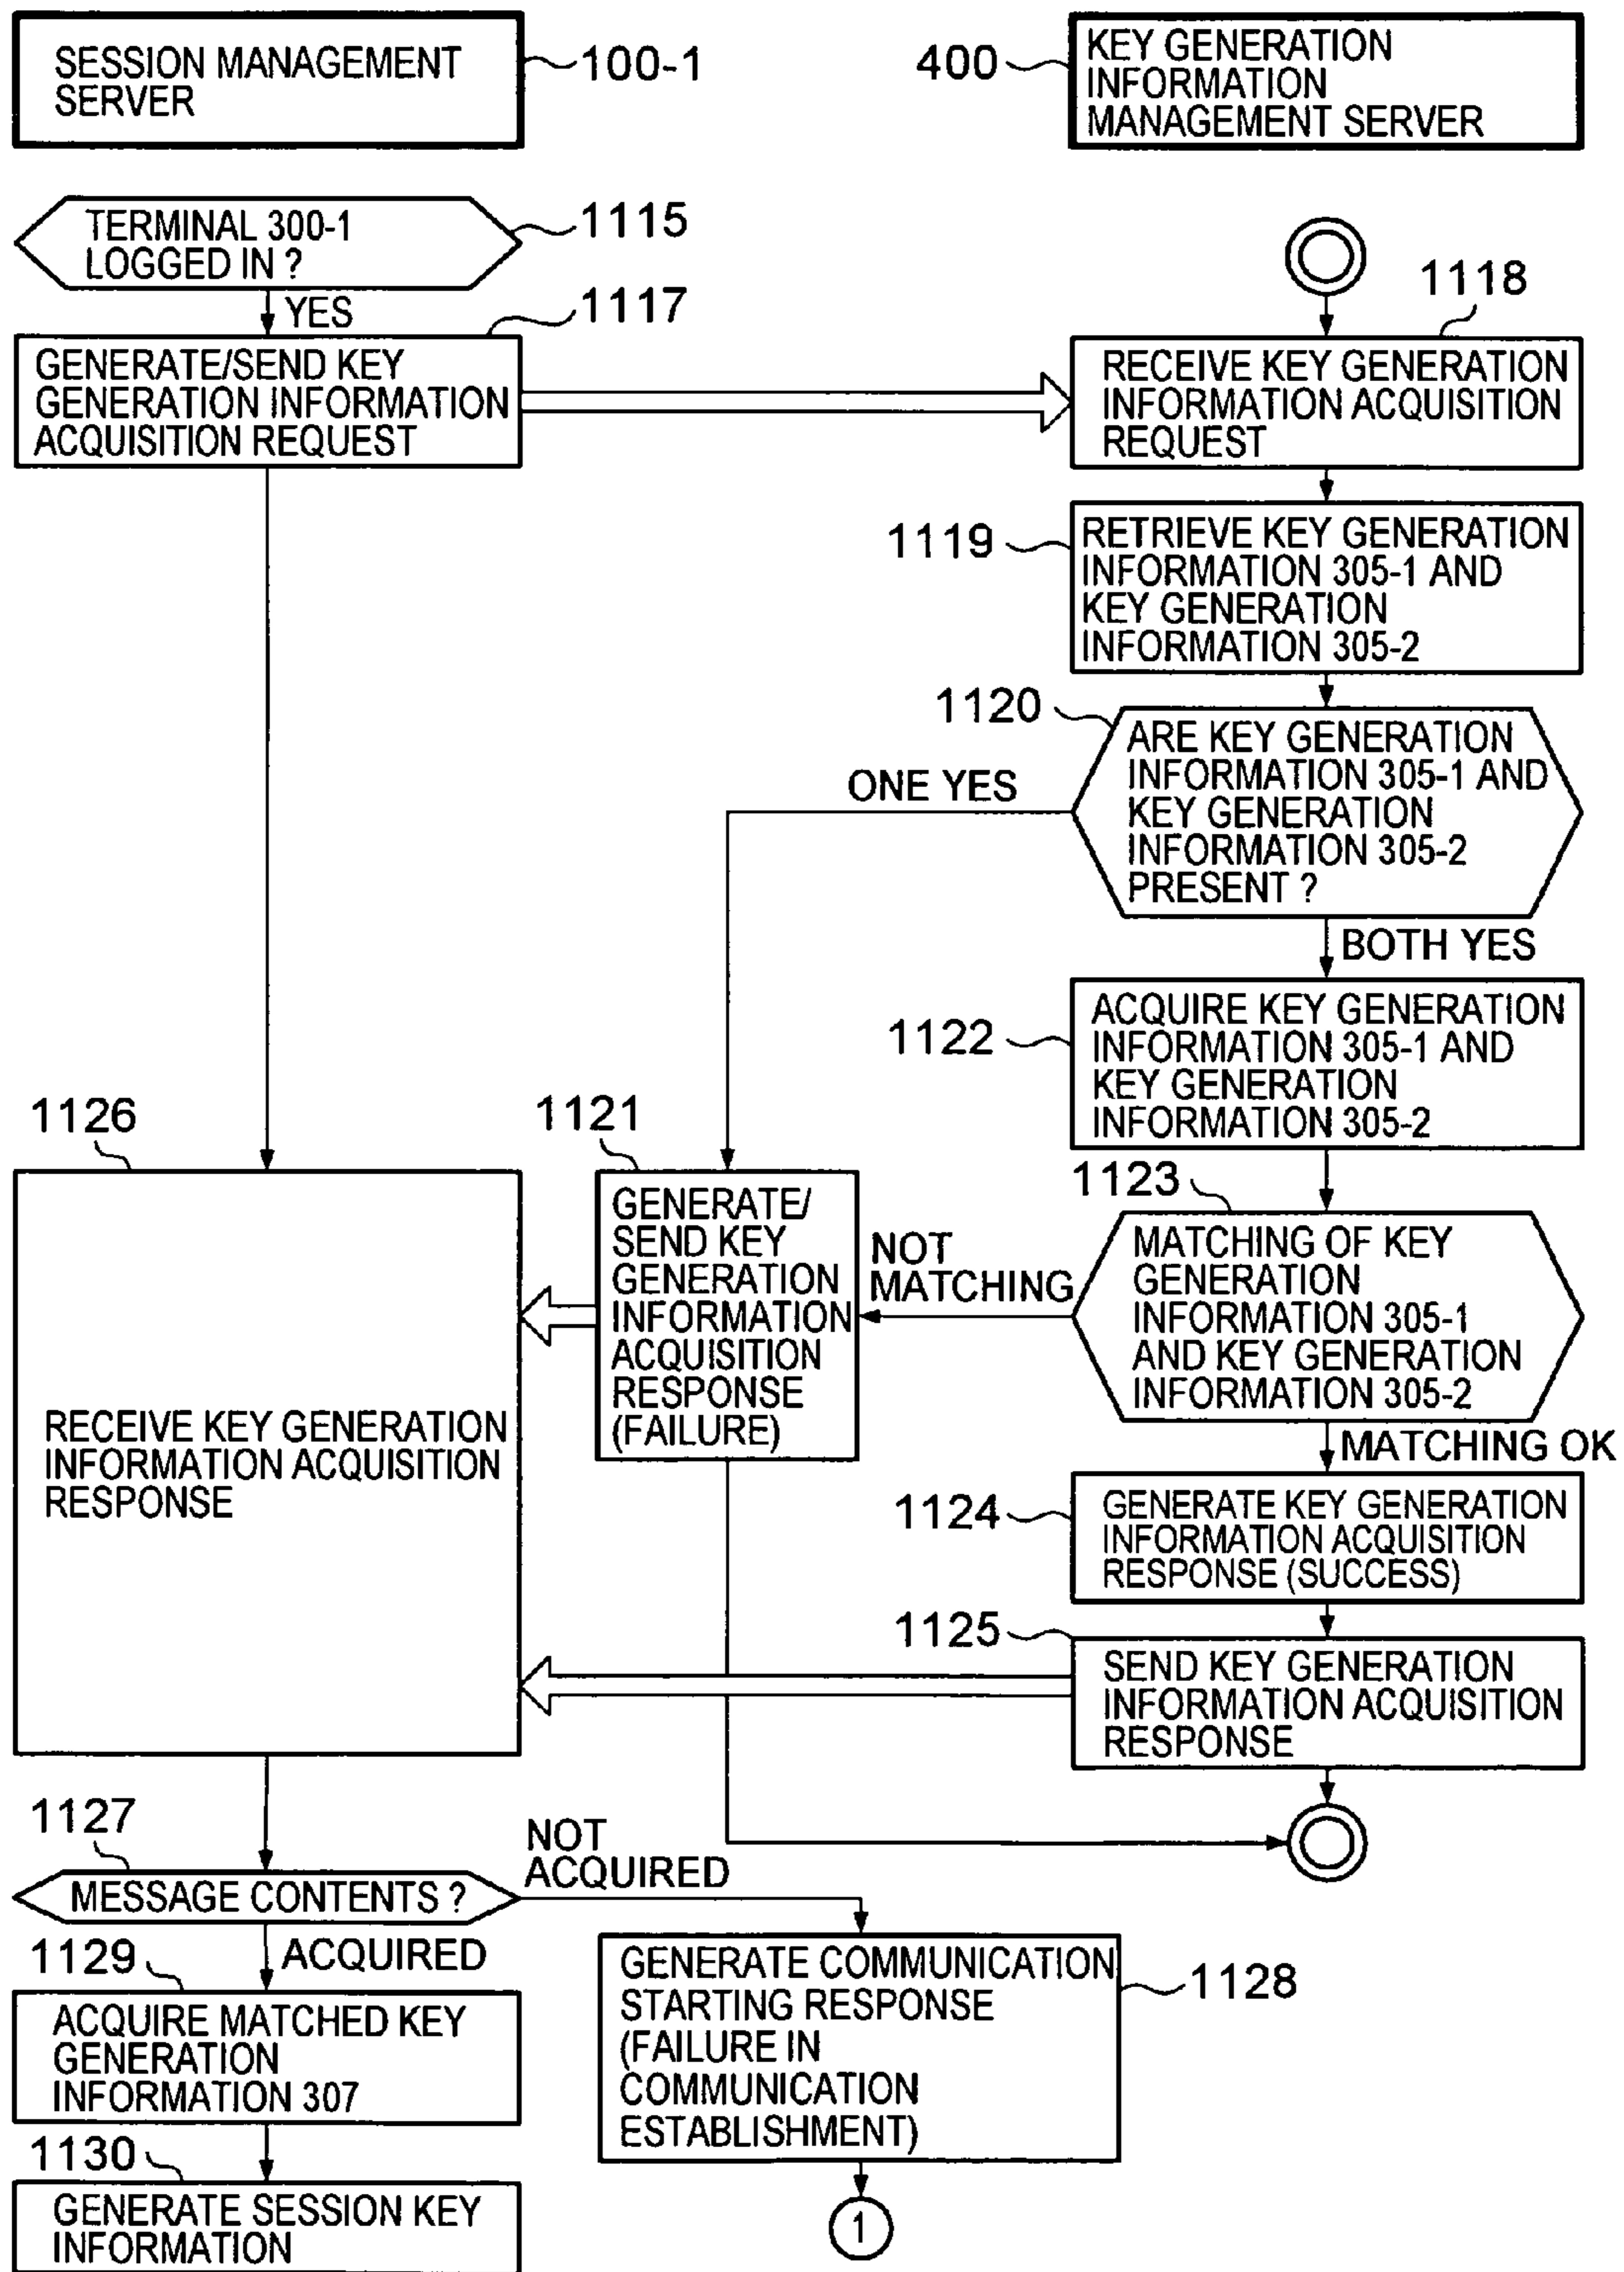 SESSION MANAGEMENT
SERVER
100-1
400
KEY GENERATION
INFORMATION
MANAGEMENT SERVER
TERMINAL 300-1
LOGGED IN ?
1115
YES
1117
GENERATE/SEND KEY
GENERATION INFORMATION
ACQUISITION REQUEST
1118
RECEIVE KEY GENERATION
INFORMATION ACQUISITION
REQUEST
1119
RETRIEVE KEY GENERATION
INFORMATION 305-1 AND
KEY GENERATION
INFORMATION 305-2
1120
ARE KEY GENERATION
INFORMATION 305-1 AND
KEY GENERATION
INFORMATION 305-2
PRESENT ?
ONE YES
BOTH YES
1122
ACQUIRE KEY GENERATION
INFORMATION 305-1 AND
KEY GENERATION
INFORMATION 305-2
1126
RECEIVE KEY GENERATION
INFORMATION ACQUISITION
RESPONSE
1121
GENERATE/
SEND KEY
GENERATION
INFORMATION
ACQUISITION
RESPONSE
(FAILURE)
NOT
MATCHING
1123
MATCHING OF KEY
GENERATION
INFORMATION 305-1
AND KEY GENERATION
INFORMATION 305-2
MATCHING OK
1124
GENERATE KEY GENERATION
INFORMATION ACQUISITION
RESPONSE (SUCCESS)
1125
SEND KEY GENERATION
INFORMATION ACQUISITION
RESPONSE
1127
MESSAGE CONTENTS ?
NOT
ACQUIRED
ACQUIRED
1129
ACQUIRE MATCHED KEY
GENERATION
INFORMATION 307
GENERATE COMMUNICATION
STARTING RESPONSE
(FAILURE IN
COMMUNICATION
ESTABLISHMENT)
1128
1130
GENERATE SESSION KEY
INFORMATION
1